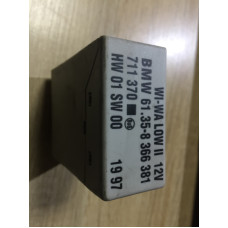 WI-WA LOW II 12V
BMW 61.35-8 366 381
711 370 ■
HW 01 SW 00 19 97